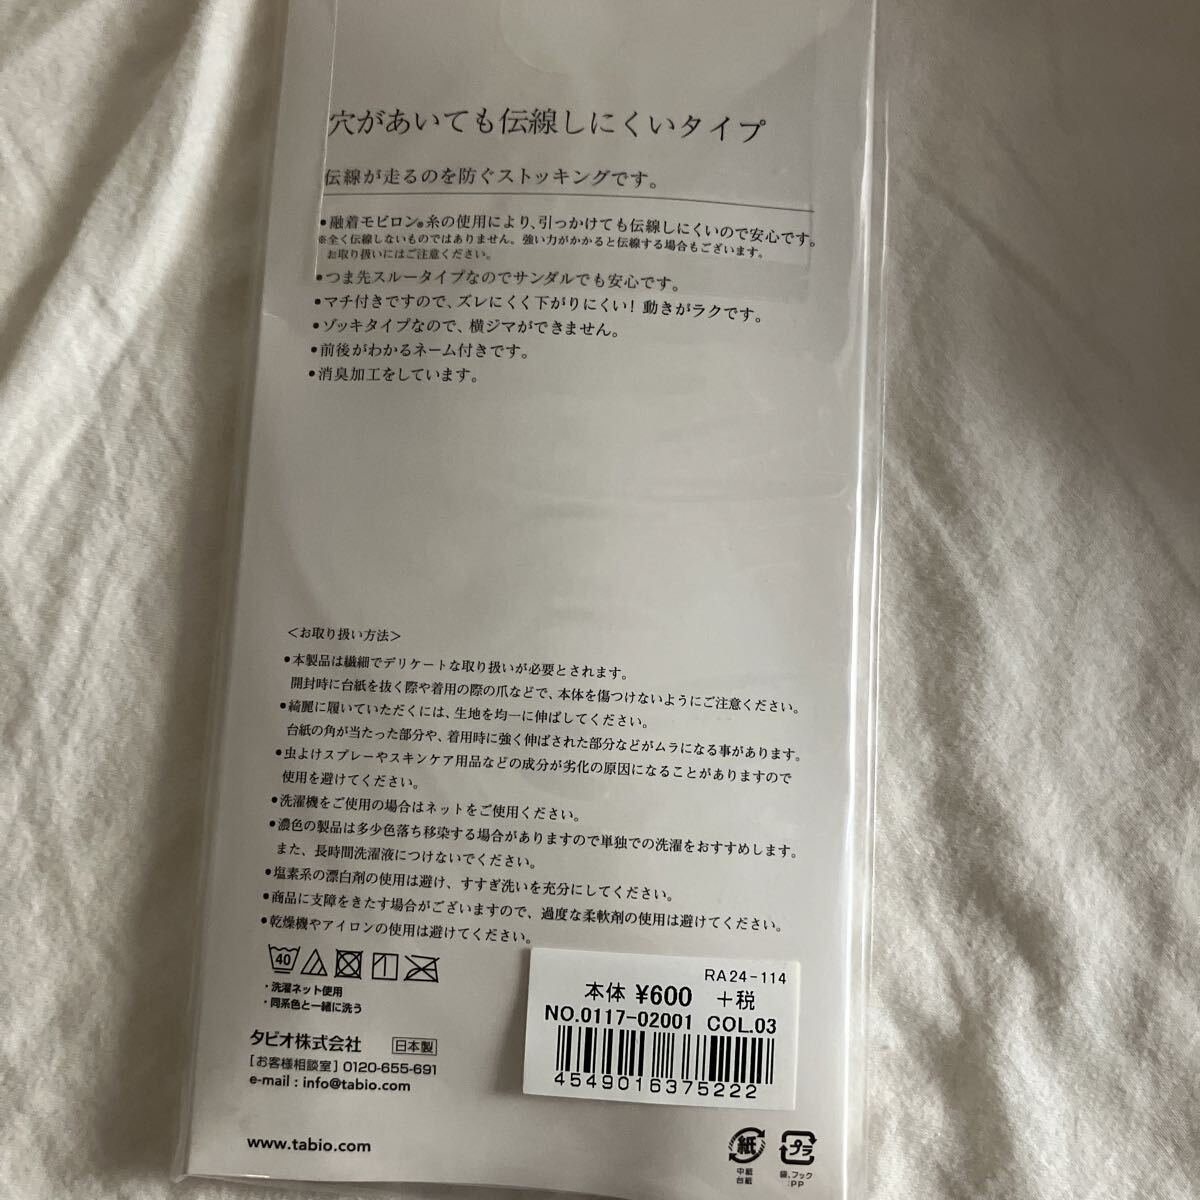 穴があいても伝線しにくいタイプ
伝線が走るのを防ぐストッキングです。
●融着モビロン®糸の使用により、引っかけても伝線しにくいので安心です。
※全く伝線しないものではありません。強い力がかかると伝線する場合もございます。
お取り扱いにはご注意ください。
●つま先スルータイプなのでサンダルでも安心です。
●マチ付きですので、ズレにくく下がりにくい!動きがラクです。
●ゾッキタイプなので、横ジマができません。
●前後がわかるネーム付きです。
●消臭加工をしています。
＜お取り扱い方法＞
●本製品は繊細でデリケートな取り扱いが必要とされます。
開封時に台紙を抜く際や着用の際の爪などで、本体を傷つけないようにご注意ください。
●綺麗に履いていただくには、生地を均一に伸ばしてください。
台紙の角が当たった部分や、着用時に強く伸ばされた部分などがムラになる事があります。
●虫よけスプレーやスキンケア用品などの成分が劣化の原因になることがありますので
使用を避けてください。
●洗濯機をご使用の場合はネットをご使用ください。
●濃色の製品は多少色落ち移染する場合がありますので単独での洗濯をおすすめします。
また、長時間洗濯液につけないでください。
●塩素系の漂白剤の使用は避け、すすぎ洗いを充分にしてください。
●商品に支障をきたす場合がございますので、過度な柔軟剤の使用は避けてください。
●乾燥機やアイロンの使用は避けてください。
40
・洗濯ネット使用
・同系色と一緒に洗う
タビオ株式会社 日本製
[お客様相談室] 0120-655-691
e-mail : info@tabio.com
www.tabio.com
RA24-114
本体 ¥600 +税
NO.0117-02001 COL.03
4549016375222
紙
中紙
台紙
プラ
袋、フック
:PP